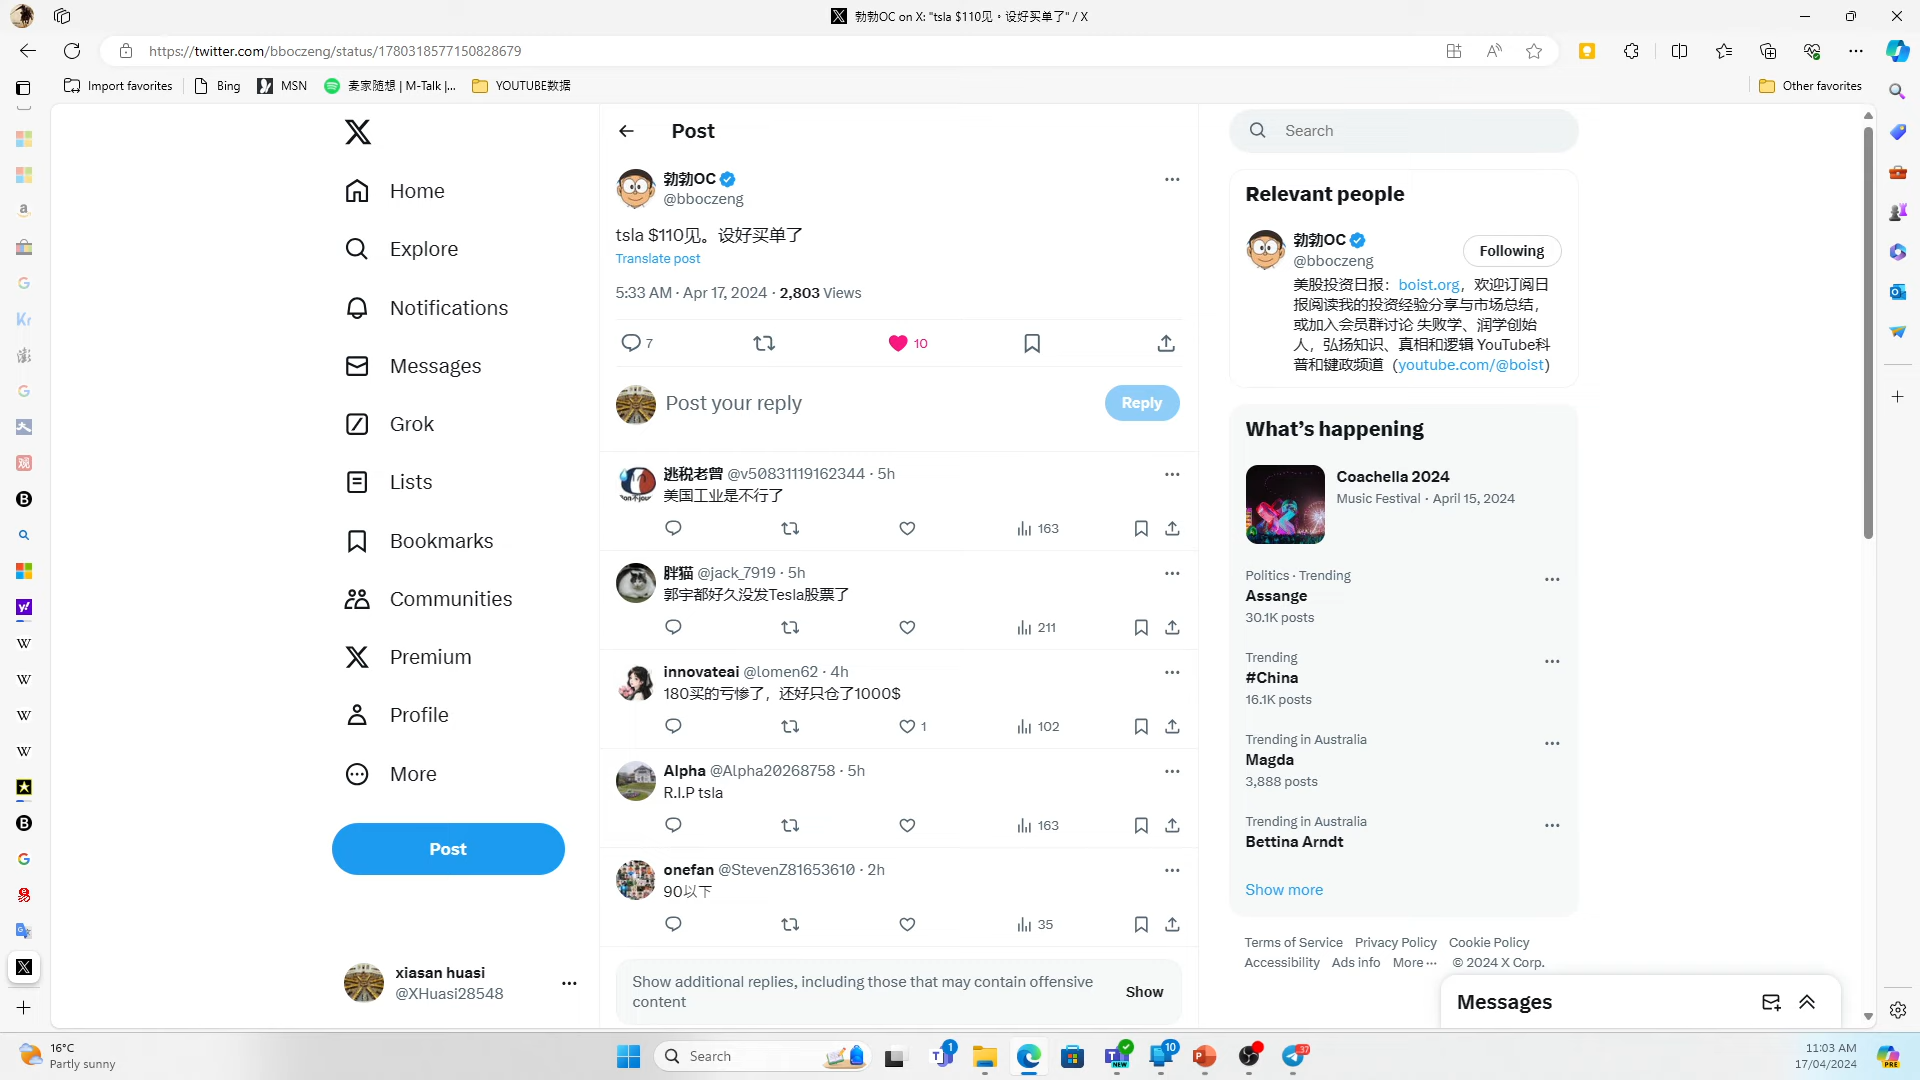 勃勃OC on X: "tsla $110见。设好买单了" / X
https://twitter.com/bboczeng/status/1780318577150828679
Import favorites
Bing
MSN
麦家随想 | M-Talk |...
YOUTUBE数据
Other favorites
Home
Explore
Notifications
Messages
Grok
Lists
Bookmarks
Communities
Premium
Profile
More
Post
xiasan huasi
@XHuasi28548
Post
勃勃OC
@bboczeng
tsla $110见。设好买单了
Translate post
5:33 AM · Apr 17, 2024 · 2,803 Views
7
10
Post your reply
Reply
逃税老曾 @v50831119162344 · 5h
美国工业是不行了
163
胖猫 @jack_7919 · 5h
郭宇都好久没发Tesla股票了
211
innovateai @lomen62 · 4h
180买的亏惨了，还好只仓了1000$
1
102
Alpha @Alpha20268758 · 5h
R.I.P tsla
163
onefan @StevenZ81653610 · 2h
90以下
35
Show additional replies, including those that may contain offensive
content
Show
Search
Relevant people
勃勃OC
@bboczeng
Following
美股投资日报：boist.org，欢迎订阅日
报阅读我的投资经验分享与市场总结，
或加入会员群讨论 失败学、润学创始
人，弘扬知识、真相和逻辑 YouTube科
普和键政频道（youtube.com/@boist）
What's happening
Coachella 2024
Music Festival · April 15, 2024
Politics · Trending
Assange
30.1K posts
Trending
#China
16.1K posts
Trending in Australia
Magda
3,888 posts
Trending in Australia
Bettina Arndt
Show more
Terms of Service Privacy Policy Cookie Policy
Accessibility Ads info More ··· © 2024 X Corp.
Messages
16°C
Partly sunny
Search
1
NEW
10
37
11:03 AM
17/04/2024
PRE